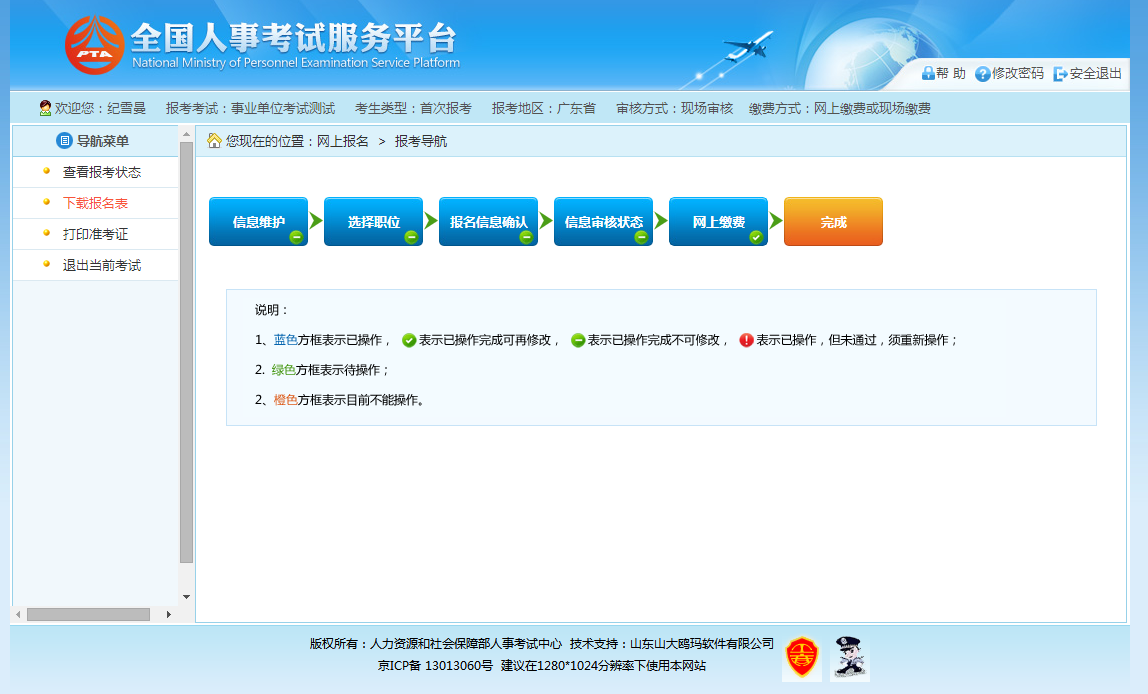 全国人事考试服务平台
PTA
National Ministry of Personnel Examination Service Platform
帮 助 修改密码 安全退出
欢迎您：纪雪曼 报考考试：事业单位考试测试 考生类型：首次报考 报考地区：广东省 审核方式：现场审核 缴费方式：网上缴费或现场缴费
导航菜单
查看报考状态
下载报名表
打印准考证
退出当前考试
您现在的位置：网上报名 > 报考导航
信息维护 选择职位 报名信息确认 信息审核状态 网上缴费 完成
说明：
1、蓝色方框表示已操作， 表示已操作完成可再修改， 表示已操作完成不可修改， 表示已操作，但未通过，须重新操作；
2. 绿色方框表示待操作；
2、橙色方框表示目前不能操作。
版权所有：人力资源和社会保障部人事考试中心 技术支持：山东山大鸥玛软件有限公司
京ICP备 13013060号 建议在1280*1024分辨率下使用本网站